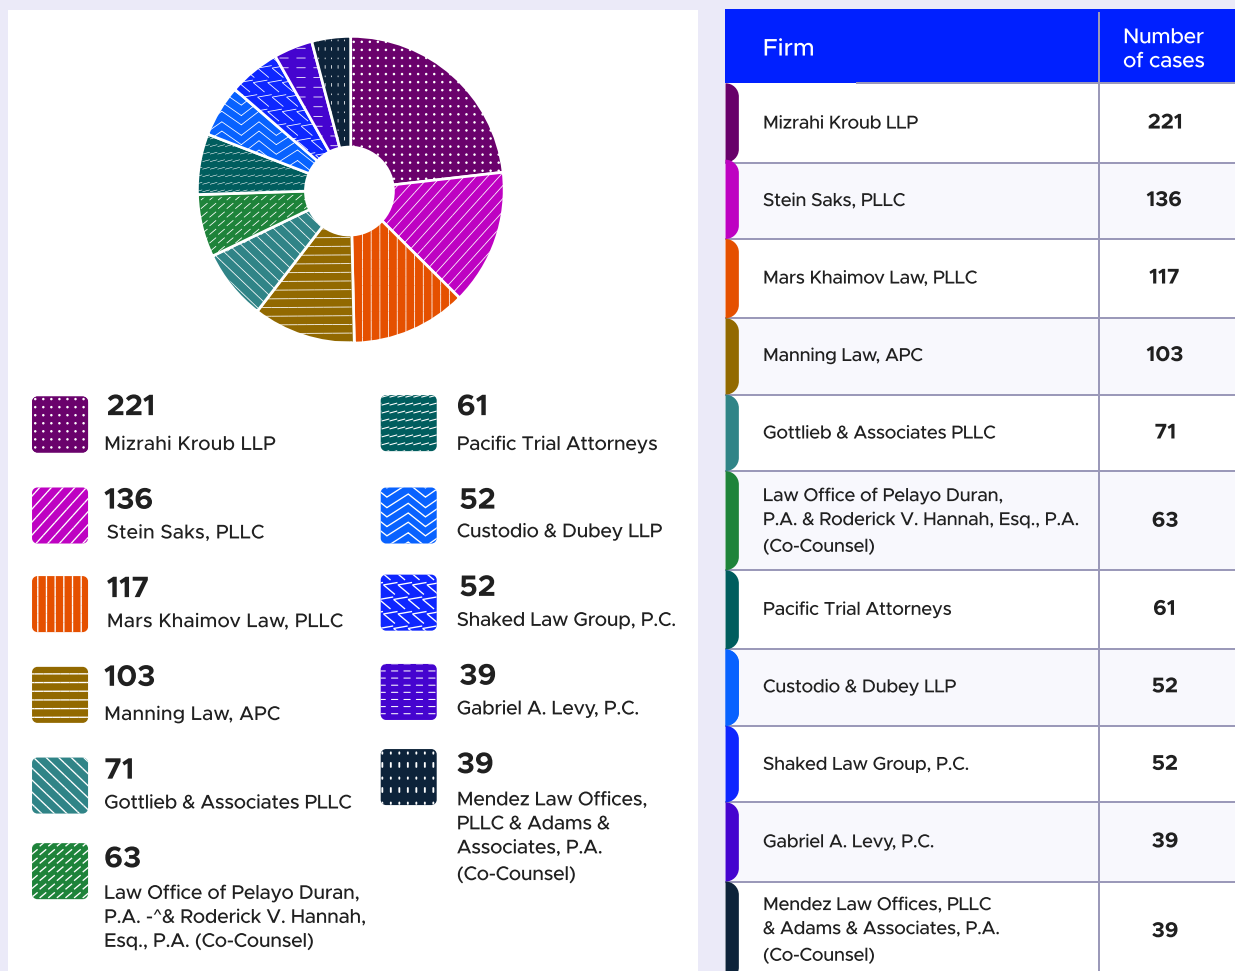 221
Mizrahi Kroub LLP
136
Stein Saks, PLLC
117
Mars Khaimov Law, PLLC
103
Manning Law, APC
71
Gottlieb & Associates PLLC
63
Law Office of Pelayo Duran,
P.A. -^& Roderick V. Hannah,
Esq., P.A. (Co-Counsel)
61
Pacific Trial Attorneys
52
Custodio & Dubey LLP
52
Shaked Law Group, P.C.
39
Gabriel A. Levy, P.C.
39
Mendez Law Offices,
PLLC & Adams &
Associates, P.A.
(Co-Counsel)
Firm
Number
of cases
Mizrahi Kroub LLP 221
Stein Saks, PLLC 136
Mars Khaimov Law, PLLC 117
Manning Law, APC 103
Gottlieb & Associates PLLC 71
Law Office of Pelayo Duran,
P.A. & Roderick V. Hannah, Esq., P.A. 63
(Co-Counsel)
Pacific Trial Attorneys 61
Custodio & Dubey LLP 52
Shaked Law Group, P.C. 52
Gabriel A. Levy, P.C. 39
Mendez Law Offices, PLLC
& Adams & Associates, P.A. 39
(Co-Counsel)